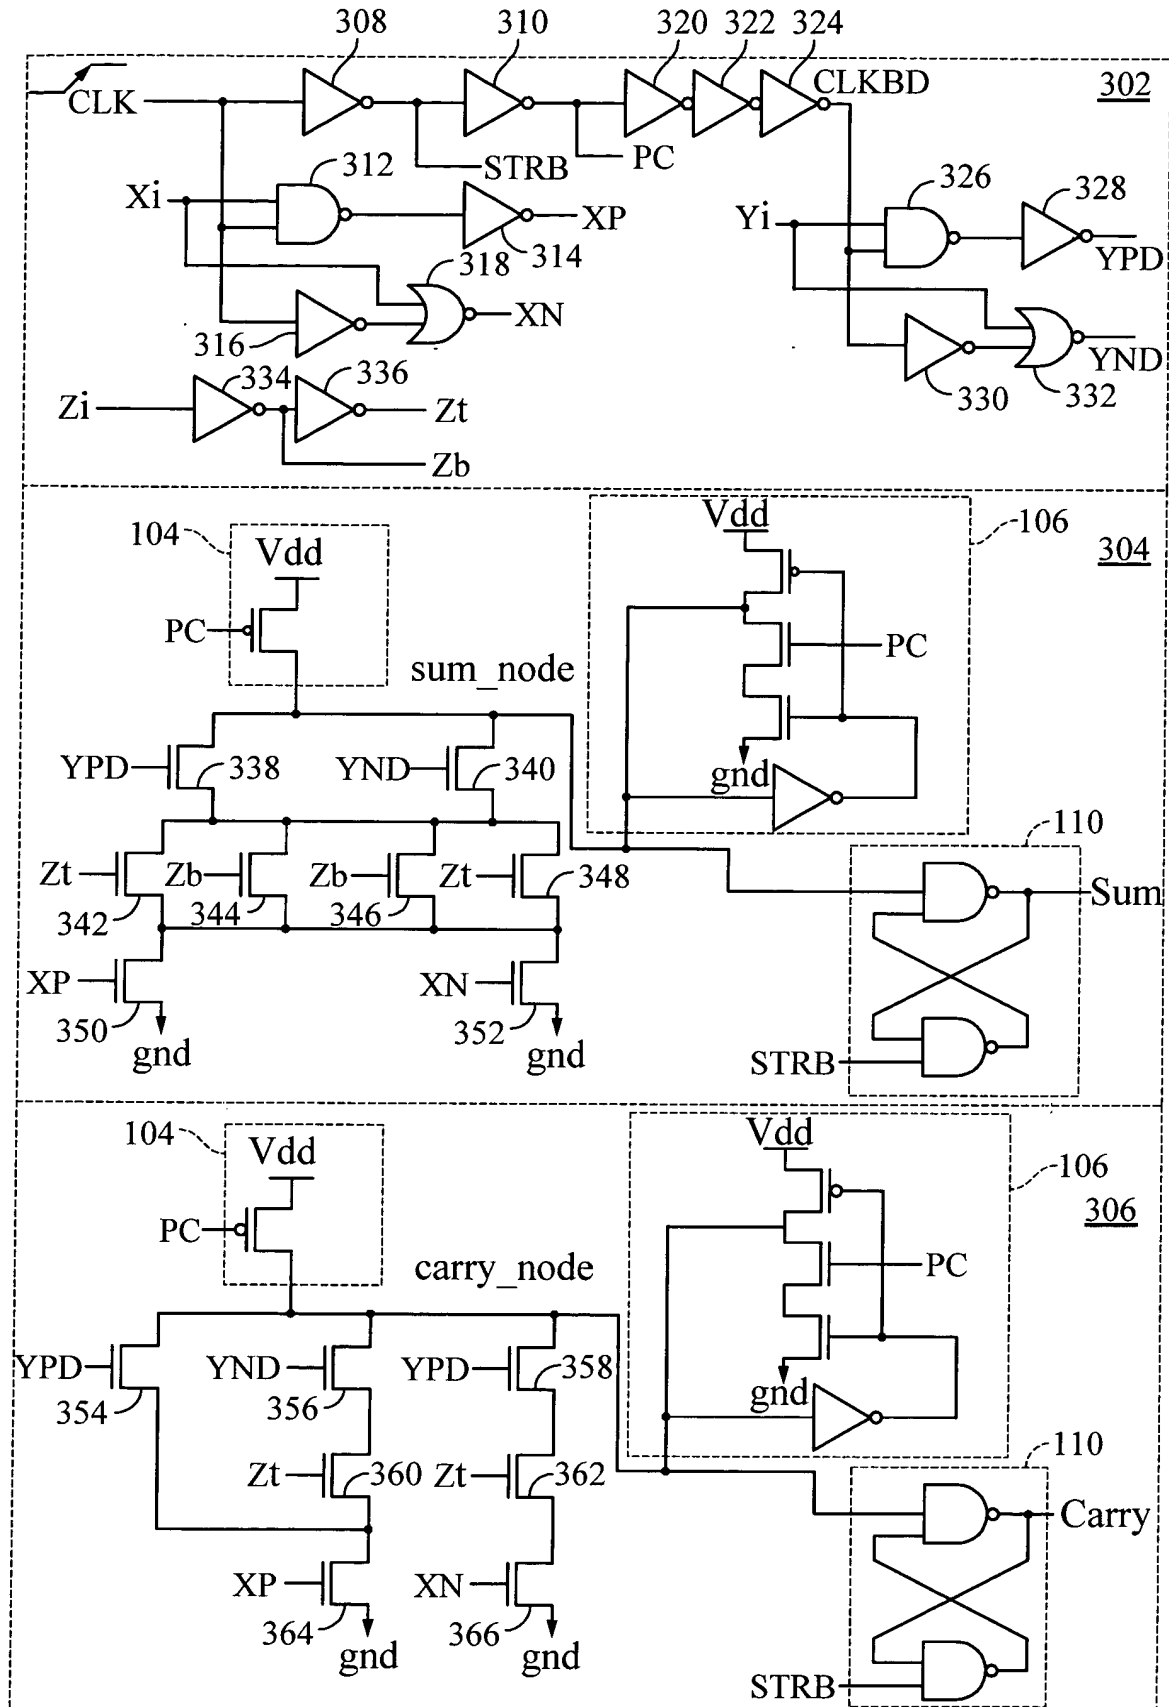 308
310
320
322
324
302
CLK
CLKBD
STRB
PC
312
Xi
XP
314
318
316
XN
326
328
Yi
YPD
YND
330
332
334
336
Zi
Zt
Zb
104
Vdd
PC
sum_node
Vdd
106
304
PC
gnd
YPD
338
YND
340
Zt
342
Zb
344
Zb
346
Zt
348
XP
350
gnd
XN
352
gnd
110
Sum
STRB
104
Vdd
PC
carry_node
Vdd
106
306
PC
gnd
YPD
354
YND
356
YPD
358
Zt
360
Zt
362
XP
364
gnd
XN
366
gnd
110
Carry
STRB